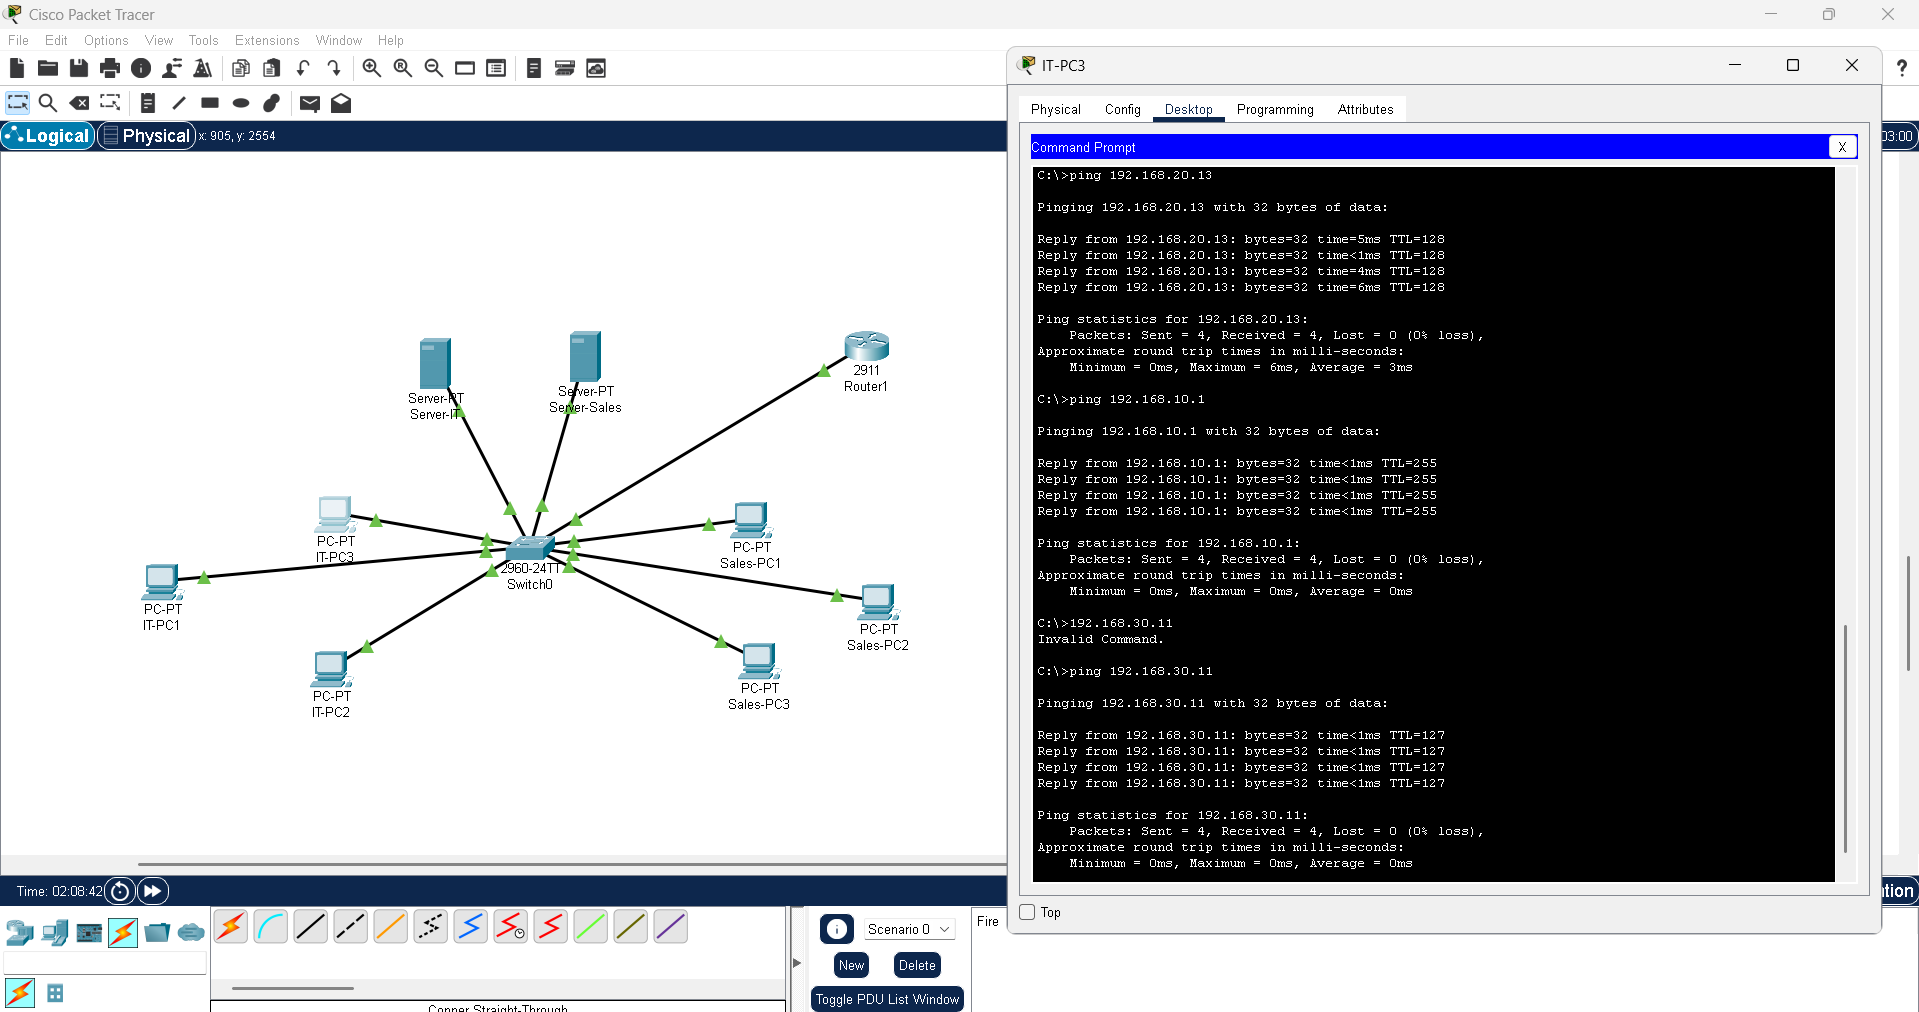 Cisco Packet Tracer
File Edit Options View Tools Extensions Window Help
Logical Physical x: 905, y: 2554
03:00
Server-PT
Server-IT
Server-PT
Server-Sales
2911
Router1
PC-PT
IT-PC3
PC-PT
Sales-PC1
2960-24TT
Switch0
PC-PT
IT-PC1
PC-PT
Sales-PC2
PC-PT
IT-PC2
PC-PT
Sales-PC3
IT-PC3
Physical Config Desktop Programming Attributes
Command Prompt
X
C:\>ping 192.168.20.13
Pinging 192.168.20.13 with 32 bytes of data:
Reply from 192.168.20.13: bytes=32 time=5ms TTL=128
Reply from 192.168.20.13: bytes=32 time<1ms TTL=128
Reply from 192.168.20.13: bytes=32 time=4ms TTL=128
Reply from 192.168.20.13: bytes=32 time=6ms TTL=128
Ping statistics for 192.168.20.13:
Packets: Sent = 4, Received = 4, Lost = 0 (0% loss),
Approximate round trip times in milli-seconds:
Minimum = 0ms, Maximum = 6ms, Average = 3ms
C:\>ping 192.168.10.1
Pinging 192.168.10.1 with 32 bytes of data:
Reply from 192.168.10.1: bytes=32 time<1ms TTL=255
Reply from 192.168.10.1: bytes=32 time<1ms TTL=255
Reply from 192.168.10.1: bytes=32 time<1ms TTL=255
Reply from 192.168.10.1: bytes=32 time<1ms TTL=255
Ping statistics for 192.168.10.1:
Packets: Sent = 4, Received = 4, Lost = 0 (0% loss),
Approximate round trip times in milli-seconds:
Minimum = 0ms, Maximum = 0ms, Average = 0ms
C:\>192.168.30.11
Invalid Command.
C:\>ping 192.168.30.11
Pinging 192.168.30.11 with 32 bytes of data:
Reply from 192.168.30.11: bytes=32 time<1ms TTL=127
Reply from 192.168.30.11: bytes=32 time<1ms TTL=127
Reply from 192.168.30.11: bytes=32 time<1ms TTL=127
Reply from 192.168.30.11: bytes=32 time<1ms TTL=127
Ping statistics for 192.168.30.11:
Packets: Sent = 4, Received = 4, Lost = 0 (0% loss),
Approximate round trip times in milli-seconds:
Minimum = 0ms, Maximum = 0ms, Average = 0ms
Top
Time: 02:08:42
tion
Scenario 0
Fire
New Delete
Toggle PDU List Window
Copper Straight-Through